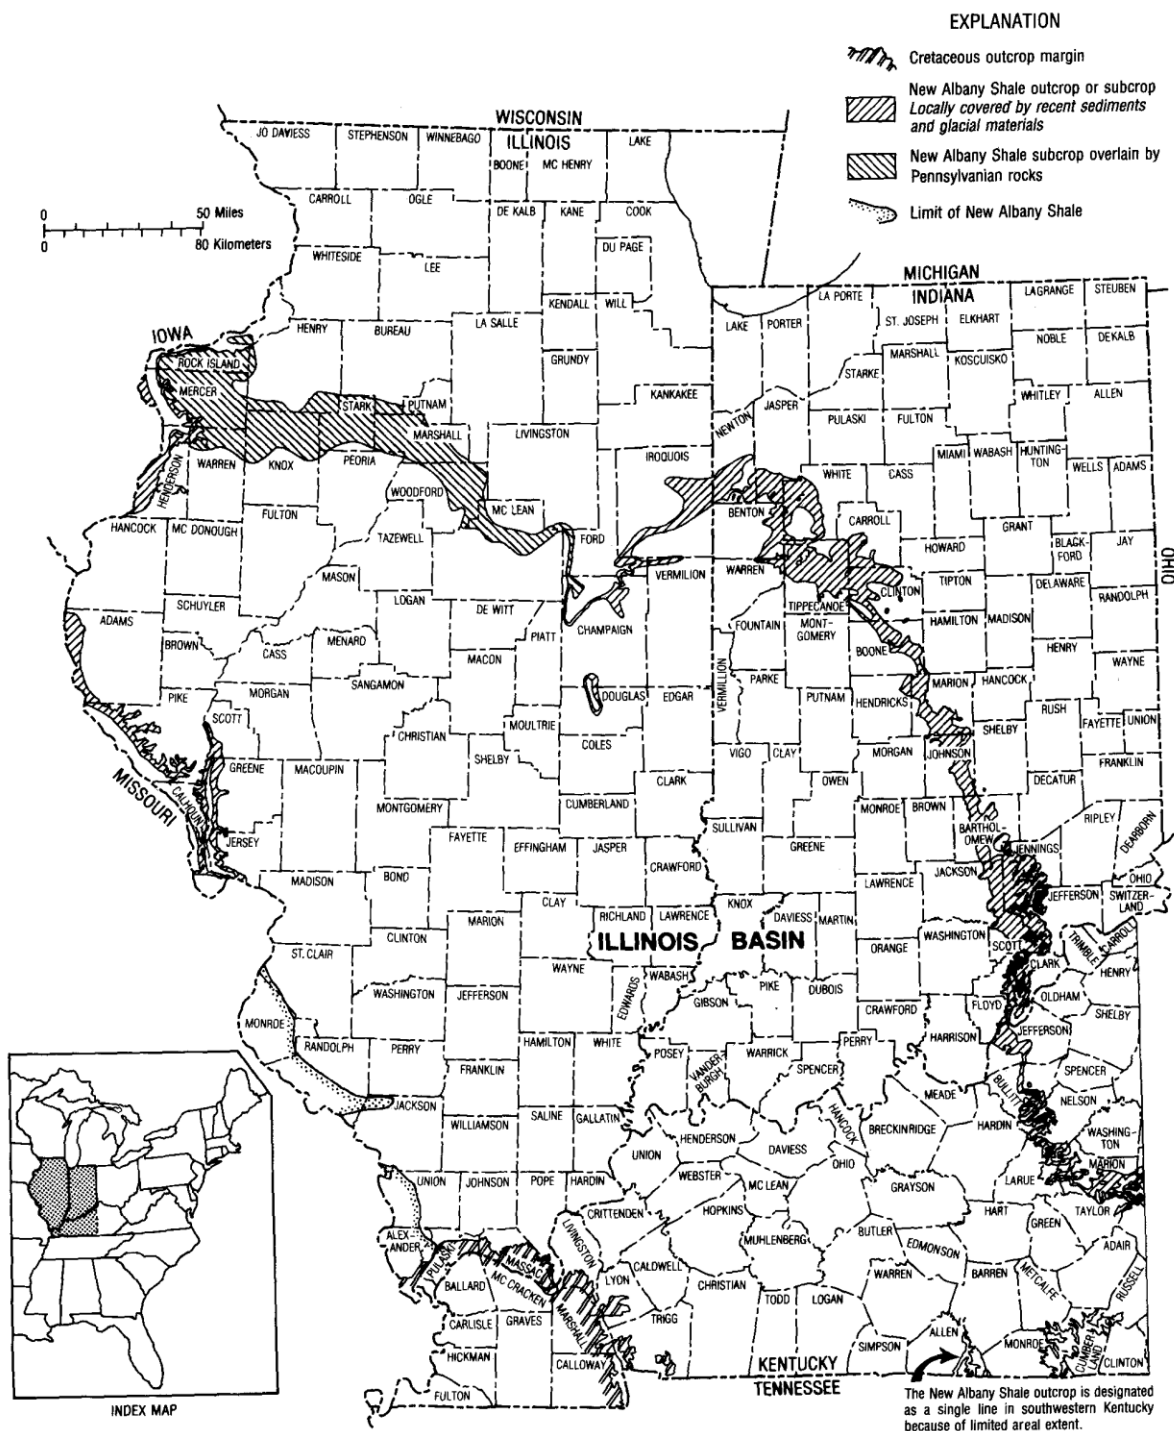 EXPLANATION
Cretaceous outcrop margin
New Albany Shale outcrop or subcrop
Locally covered by recent sediments
and glacial materials
New Albany Shale subcrop overlain by
Pennsylvanian rocks
Limit of New Albany Shale
0 50 Miles
0 80 Kilometers
WISCONSIN
ILLINOIS
JO DAVIESS STEPHENSON WINNEBAGO LAKE
BOONE MC HENRY
CARROLL OGLE
DE KALB KANE COOK
DU PAGE
WHITESIDE LEE
MICHIGAN
INDIANA
KENDALL WILL
LA PORTE LAGRANGE STEUBEN
IOWA
HENRY BUREAU LA SALLE
LAKE PORTER ST. JOSEPH ELKHART
NOBLE DEKALB
ROCK ISLAND GRUNDY
MARSHALL KOSCIUSKO
STARKE
MERCER KANKAKEE
STARK PUTNAM JASPER WHITLEY ALLEN
NEWTON PULASKI FULTON
MARSHALL LIVINGSTON
WARREN KNOX PEORIA IROQUOIS
MIAMI WABASH HUNT-
INGTON
WHITE CASS WELLS ADAMS
HENDERSON WOODFORD
MC LEAN BENTON
FULTON CARROLL GRANT
HANCOCK MC DONOUGH TAZEWELL FORD
HOWARD BLACK-
FORD JAY
OHIO
MASON VERMILION WARREN
TIPTON DELAWARE
CLINTON RANDOLPH
SCHUYLER LOGAN DE WITT
TIPPECANOE
ADAMS CHAMPAIGN FOUNTAIN MONT-
GOMERY HAMILTON MADISON
PIATT
BROWN CASS MENARD
BOONE HENRY
MACON WAYNE
PIKE MORGAN SANGAMON
PARKE MARION HANCOCK
VERMILLION
SCOTT DOUGLAS EDGAR PUTNAM HENDRICKS
RUSH
FAYETTE UNION
MOULTRIE
CHRISTIAN SHELBY
COLES VIGO CLAY MORGAN JOHNSON
SHELBY
GREENE MACOUPIN FRANKLIN
CLARK OWEN DECATUR
MISSOURI
CALHOUN
MONTGOMERY CUMBERLAND MONROE BROWN
RIPLEY
SULLIVAN
BARTHOL-
OMEW
DEARBORN
JERSEY FAYETTE EFFINGHAM JASPER GREENE
JENNINGS
CRAWFORD
MADISON BOND LAWRENCE JACKSON OHIO
JEFFERSON SWITZER-
LAND
CLAY KNOX
RICHLAND LAWRENCE DAVIESS MARTIN
MARION
CLINTON
ILLINOIS BASIN
WASHINGTON
ORANGE SCOTT
TRIMBLE CARROLL
ST. CLAIR
WAYNE CLARK
HENRY
WABASH
WASHINGTON JEFFERSON PIKE DUBOIS
EDWARDS GIBSON OLDHAM
CRAWFORD FLOYD
SHELBY
MONROE
RANDOLPH PERRY HAMILTON WHITE
HARRISON JEFFERSON
POSEY VANDER-
BURGH WARRICK PERRY
FRANKLIN SPENCER
SPENCER
BULLITT
MEADE NELSON
JACKSON
WILLIAMSON SALINE GALLATIN
HANCOCK BRECKINRIDGE HARDIN
WASHING-
TON
HENDERSON DAVIESS
UNION OHIO
MARION
UNION JOHNSON POPE HARDIN WEBSTER MC LEAN
GRAYSON LARUE
CRITTENDEN HOPKINS
HART TAYLOR
GREEN
LIVINGSTON
ALEX-
ANDER
MUHLENBERG BUTLER
EDMONSON ADAIR
PULASKI MASSAC
CALDWELL
BALLARD MC CRACKEN LYON
CHRISTIAN WARREN BARREN METCALFE RUSSELL
TODD LOGAN
CARLISLE GRAVES MARSHALL TRIGG
ALLEN MONROE
CUMBER-
LAND
SIMPSON
HICKMAN CALLOWAY CLINTON
KENTUCKY
TENNESSEE
FULTON
INDEX MAP
The New Albany Shale outcrop is designated
as a single line in southwestern Kentucky
because of limited areal extent.